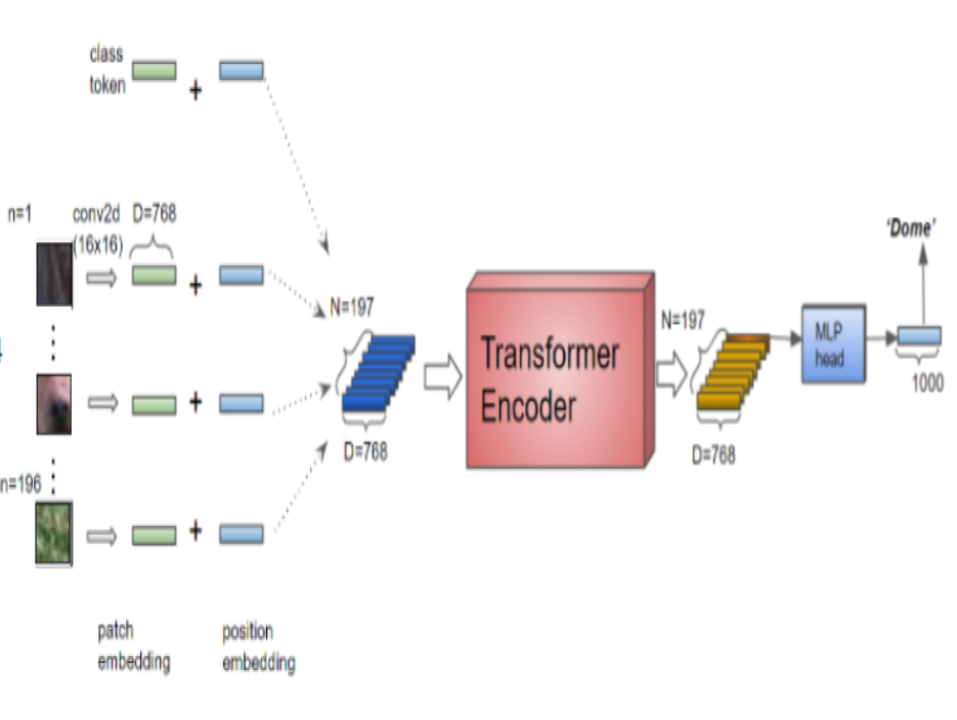 class
token
+
n=1
conv2d
(16x16)
D=768
+
N=197
Transformer
Encoder
N=197
MLP
head
'Dome'
1000
+
D=768
D=768
n=196
+
patch
embedding
position
embedding